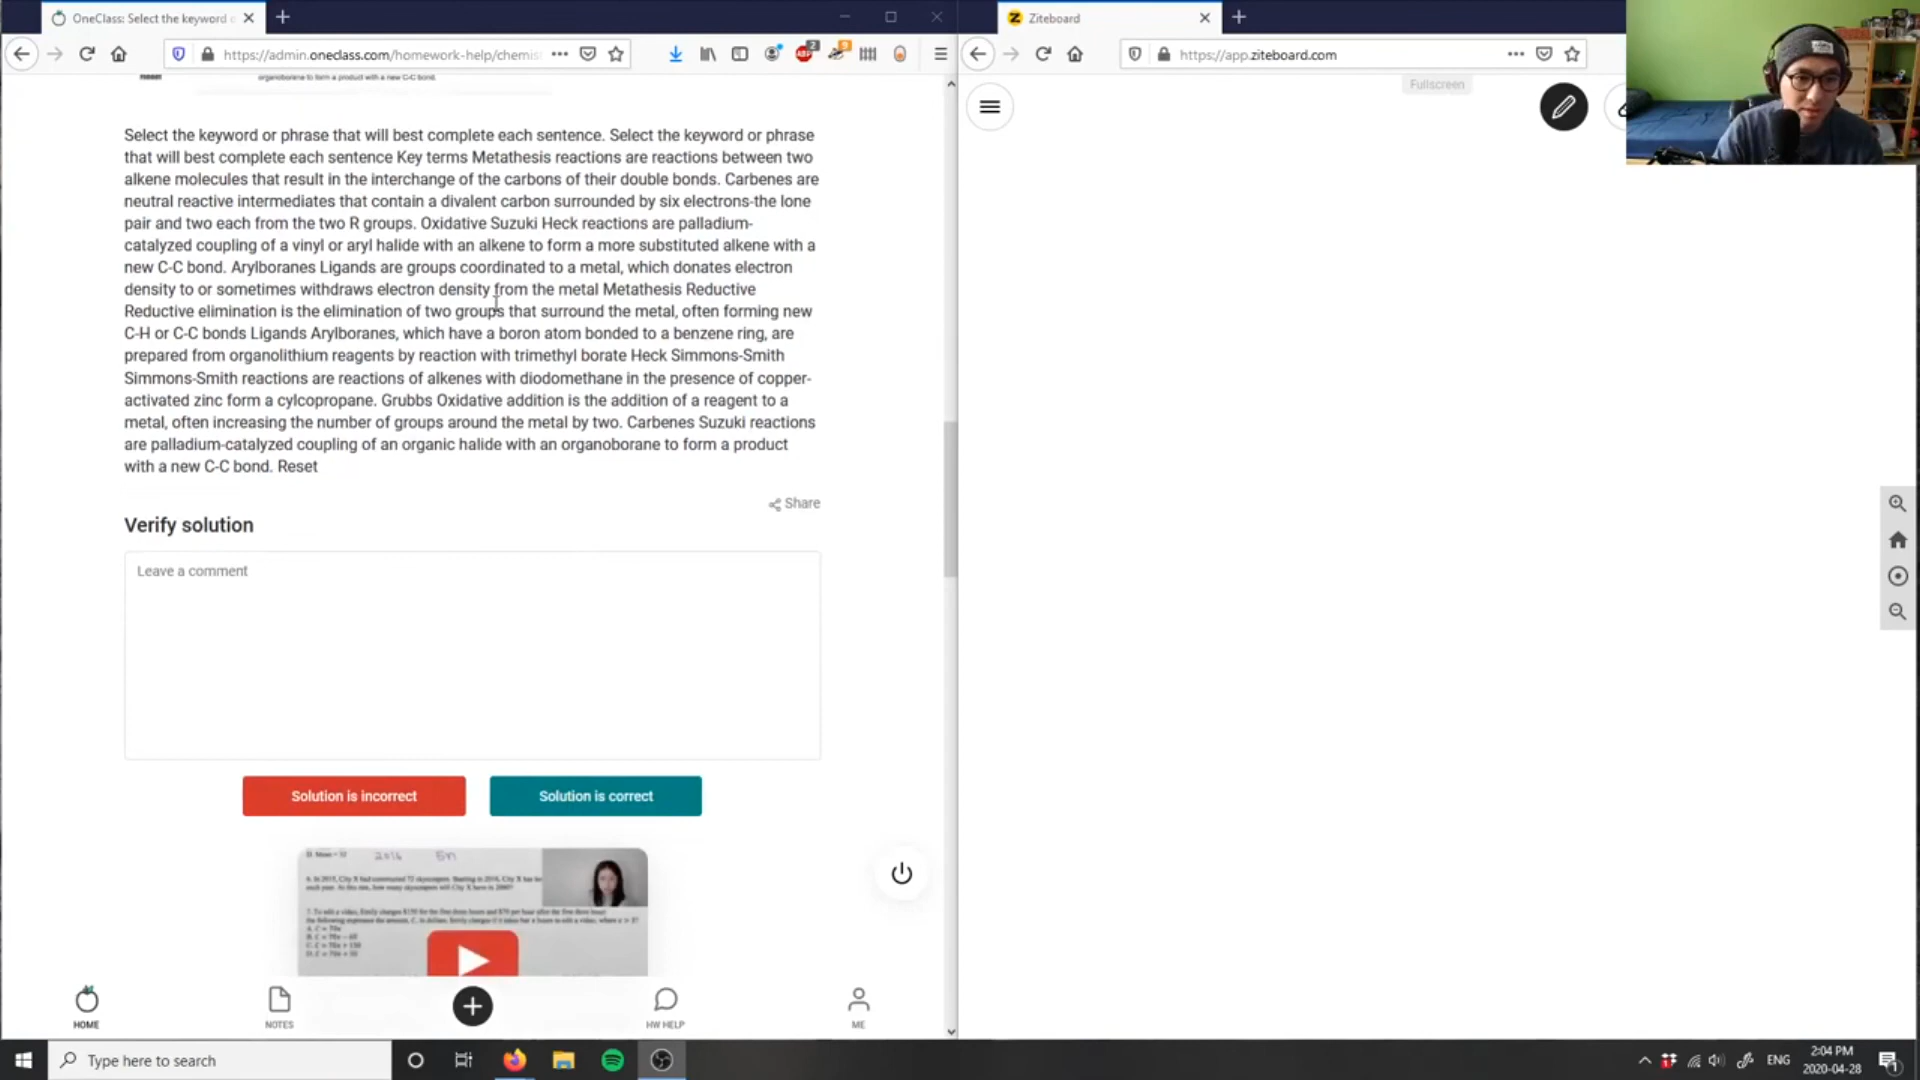 OneClass: Select the keyword
Ziteboard
https://admin.oneclass.com/homework-help/chemis
https://app.ziteboard.com
Fullscreen
organoborane to form a product with a new C-C bond.
Select the keyword or phrase that will best complete each sentence. Select the keyword or phrase
that will best complete each sentence Key terms Metathesis reactions are reactions between two
alkene molecules that result in the interchange of the carbons of their double bonds. Carbenes are
neutral reactive intermediates that contain a divalent carbon surrounded by six electrons-the lone
pair and two each from the two R groups. Oxidative Suzuki Heck reactions are palladium-
catalyzed coupling of a vinyl or aryl halide with an alkene to form a more substituted alkene with a
new C-C bond. Arylboranes Ligands are groups coordinated to a metal, which donates electron
density to or sometimes withdraws electron density from the metal Metathesis Reductive
Reductive elimination is the elimination of two groups that surround the metal, often forming new
C-H or C-C bonds Ligands Arylboranes, which have a boron atom bonded to a benzene ring, are
prepared from organolithium reagents by reaction with trimethyl borate Heck Simmons-Smith
Simmons-Smith reactions are reactions of alkenes with diodomethane in the presence of copper-
activated zinc form a cylcopropane. Grubbs Oxidative addition is the addition of a reagent to a
metal, often increasing the number of groups around the metal by two. Carbenes Suzuki reactions
are palladium-catalyzed coupling of an organic halide with an organoborane to form a product
with a new C-C bond. Reset
Share
Verify solution
Leave a comment
Solution is incorrect
Solution is correct
HOME
NOTES
HW HELP
ME
Type here to search
ENG
2:04 PM
2020-04-28